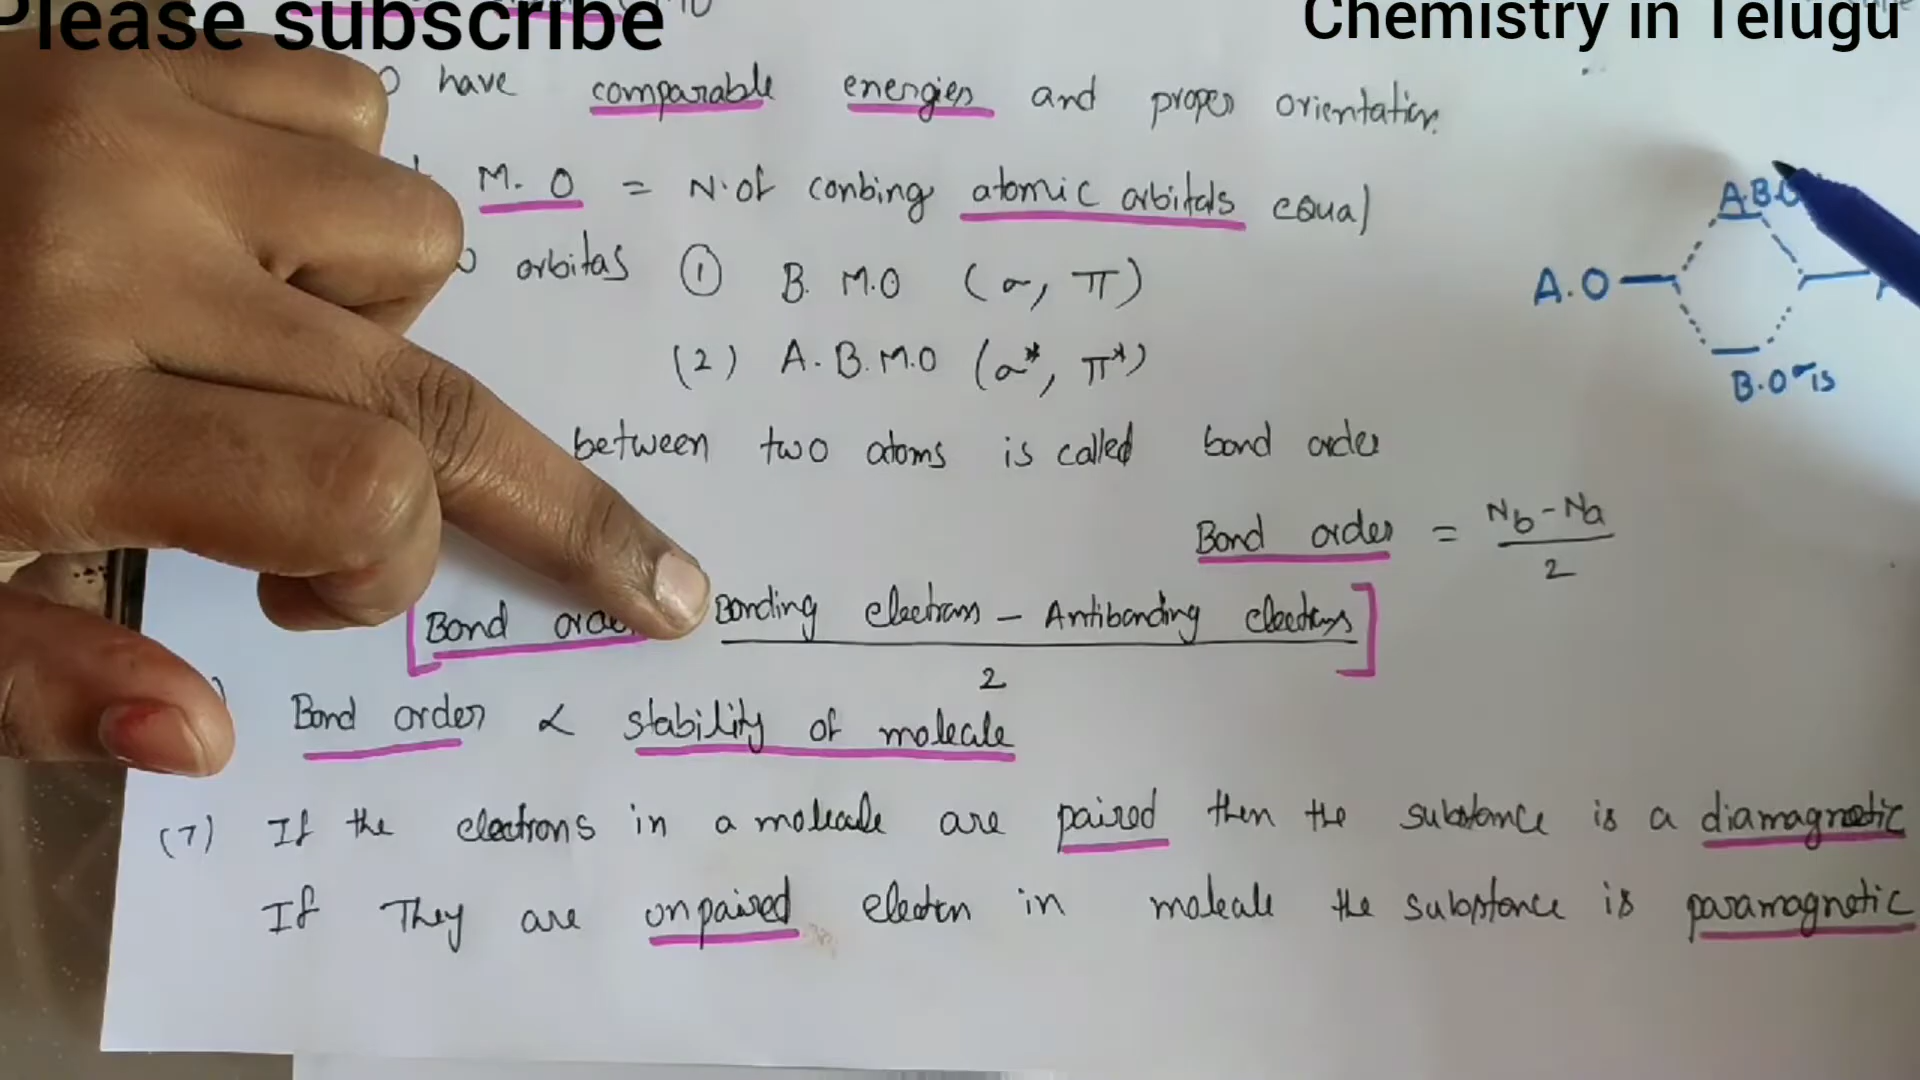 Please subscribe
Chemistry in Telugu
have comparable energies and proper orientation.
M. O = N. of conbing atomic orbitals equal
orbitas ① B. M.O (σ, π)
(2) A. B. M.O (σ*, π*)
A.B.O
A.O
B.O is
between two atoms is called bond order
Bond order = Nb - Na / 2
[Bond order Bonding electrons - Antibonding electrons / 2]
Bond order ∝ stability of molecule
(7) If the electrons in a molecule are paired then the substance is a diamagnetic
If They are unpaired electon in molecule the substance is paramagnetic